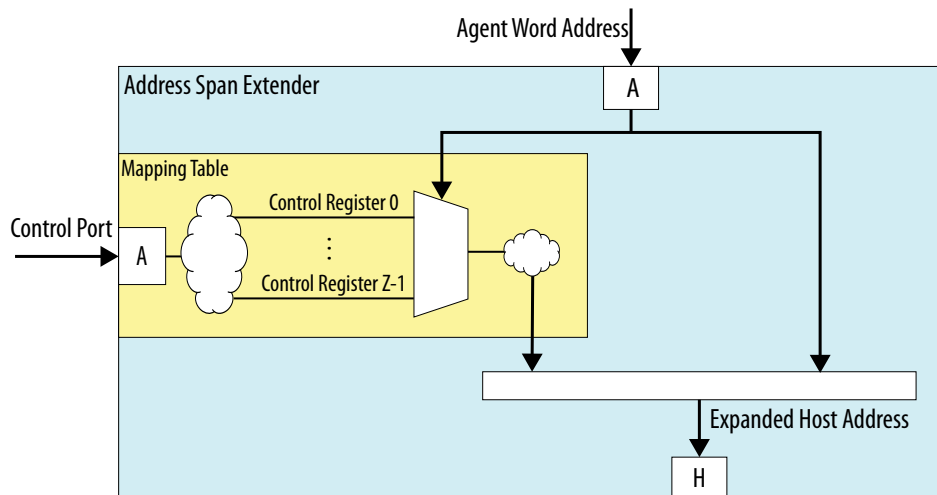 Agent Word Address
Address Span Extender
A
Mapping Table
Control Register 0
Control Port
A
⋮
Control Register Z-1
Expanded Host Address
H